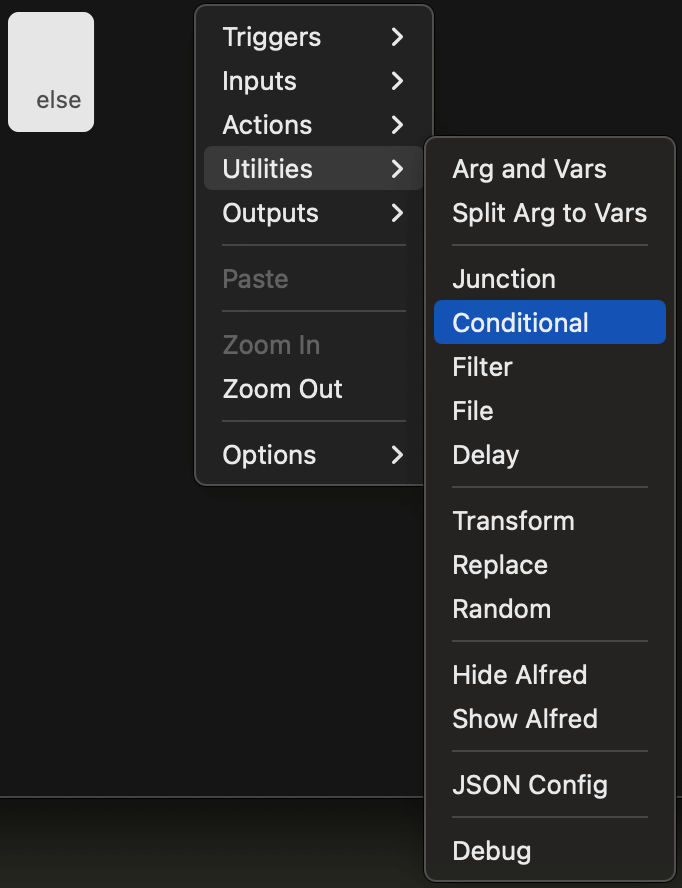 else
Triggers
Inputs
Actions
Utilities
Outputs
Paste
Zoom In
Zoom Out
Options
Arg and Vars
Split Arg to Vars
Junction
Conditional
Filter
File
Delay
Transform
Replace
Random
Hide Alfred
Show Alfred
JSON Config
Debug